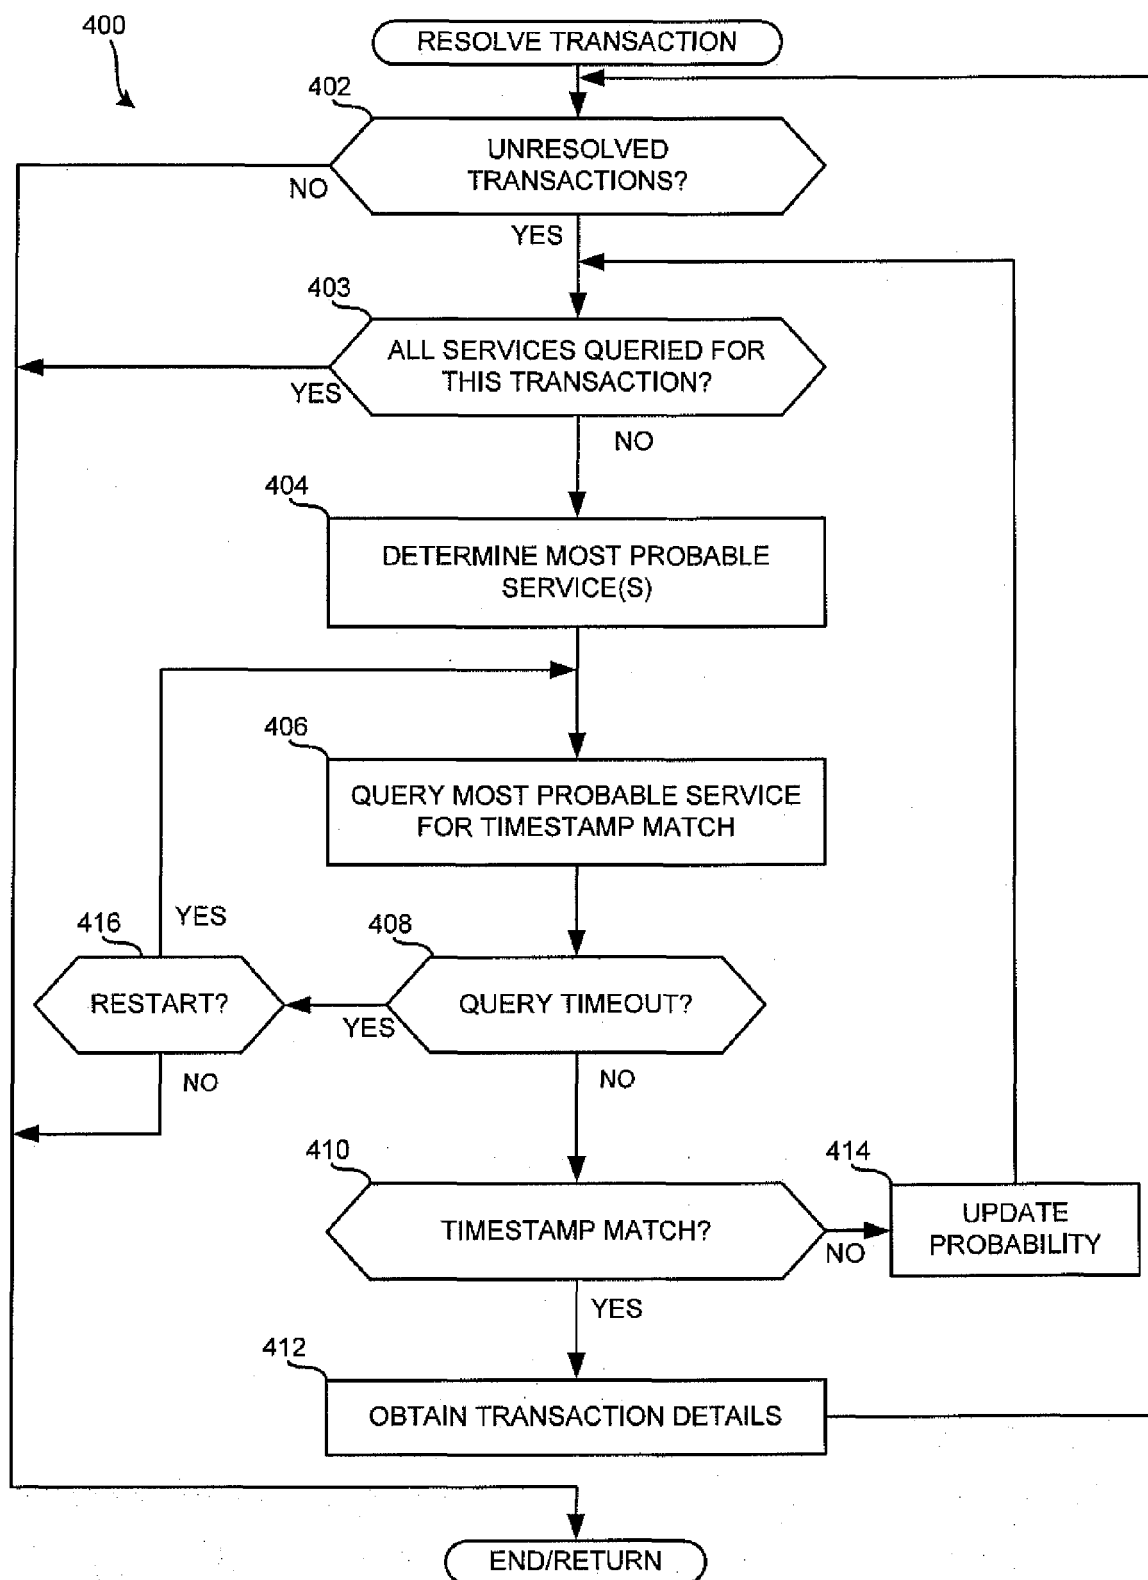 400
RESOLVE TRANSACTION
402
UNRESOLVED
TRANSACTIONS?
NO
YES
403
ALL SERVICES QUERIED FOR
THIS TRANSACTION?
YES
NO
404
DETERMINE MOST PROBABLE
SERVICE(S)
406
QUERY MOST PROBABLE SERVICE
FOR TIMESTAMP MATCH
416
YES
RESTART?
NO
408
QUERY TIMEOUT?
YES
NO
410
TIMESTAMP MATCH?
NO
YES
414
UPDATE
PROBABILITY
412
OBTAIN TRANSACTION DETAILS
END/RETURN